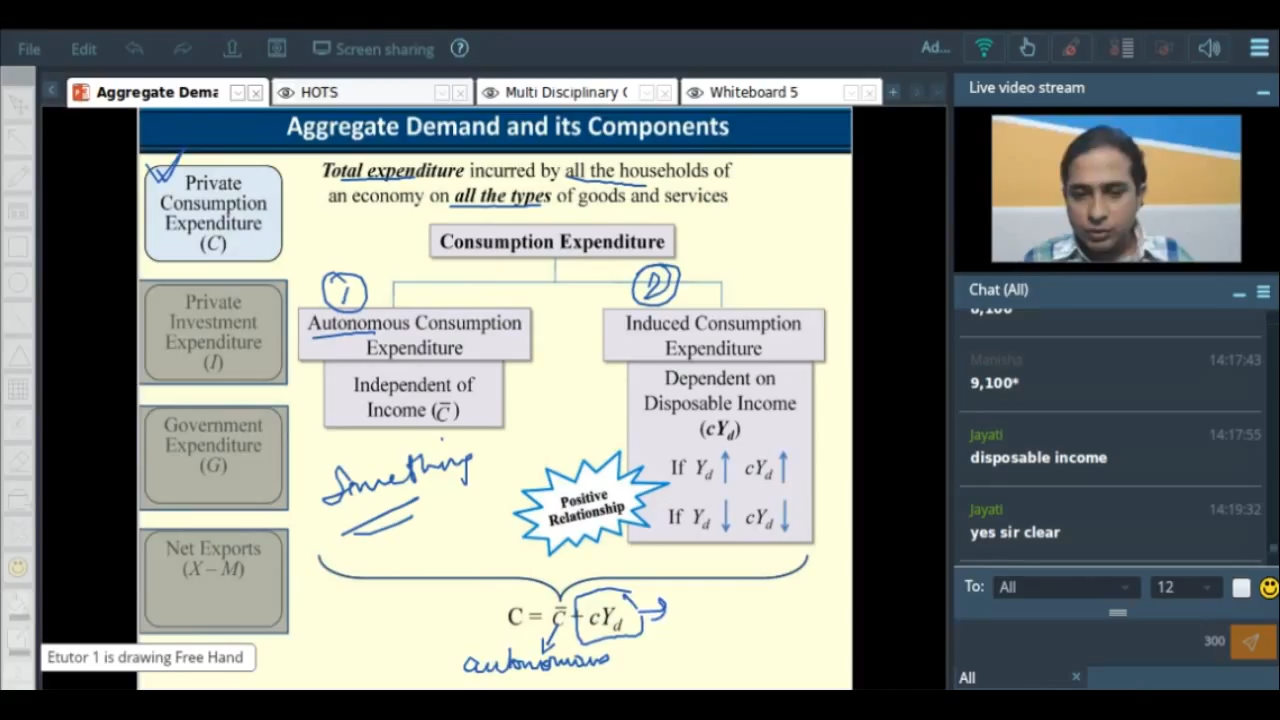 File Edit Screen sharing ? Ad...
Aggregate Dema HOTS Multi Disciplinary C Whiteboard 5
Live video stream
Aggregate Demand and its Components
Total expenditure incurred by all the households of
an economy on all the types of goods and services
Private
Consumption
Expenditure
(C)
Private
Investment
Expenditure
(I)
Government
Expenditure
(G)
Net Exports
(X – M)
Consumption Expenditure
1
2
Autonomous Consumption
Expenditure
Independent of
Income (C̅)
Something
Induced Consumption
Expenditure
Dependent on
Disposable Income
(cYd)
If Yd ↑ cYd ↑
If Yd ↓ cYd ↓
Positive
Relationship
C = C̅ + cYd
autonomous
Etutor 1 is drawing Free Hand
Chat (All)
Manisha 14:17:43
9,100*
Jayati 14:17:55
disposable income
Jayati 14:19:32
yes sir clear
To: All 12
300
All